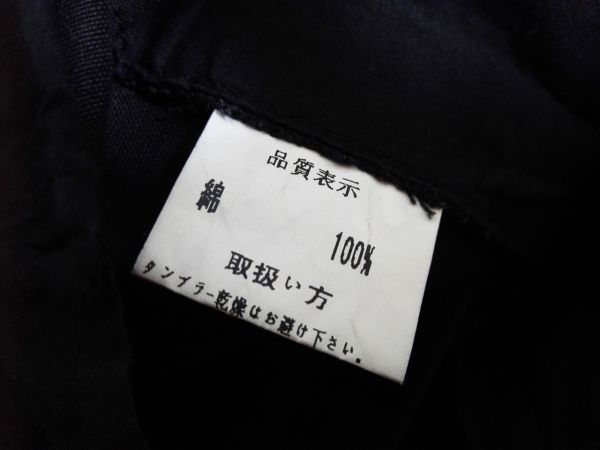 品質表示
綿 100%
取扱い方
タンブラー乾燥はお避け下さい。